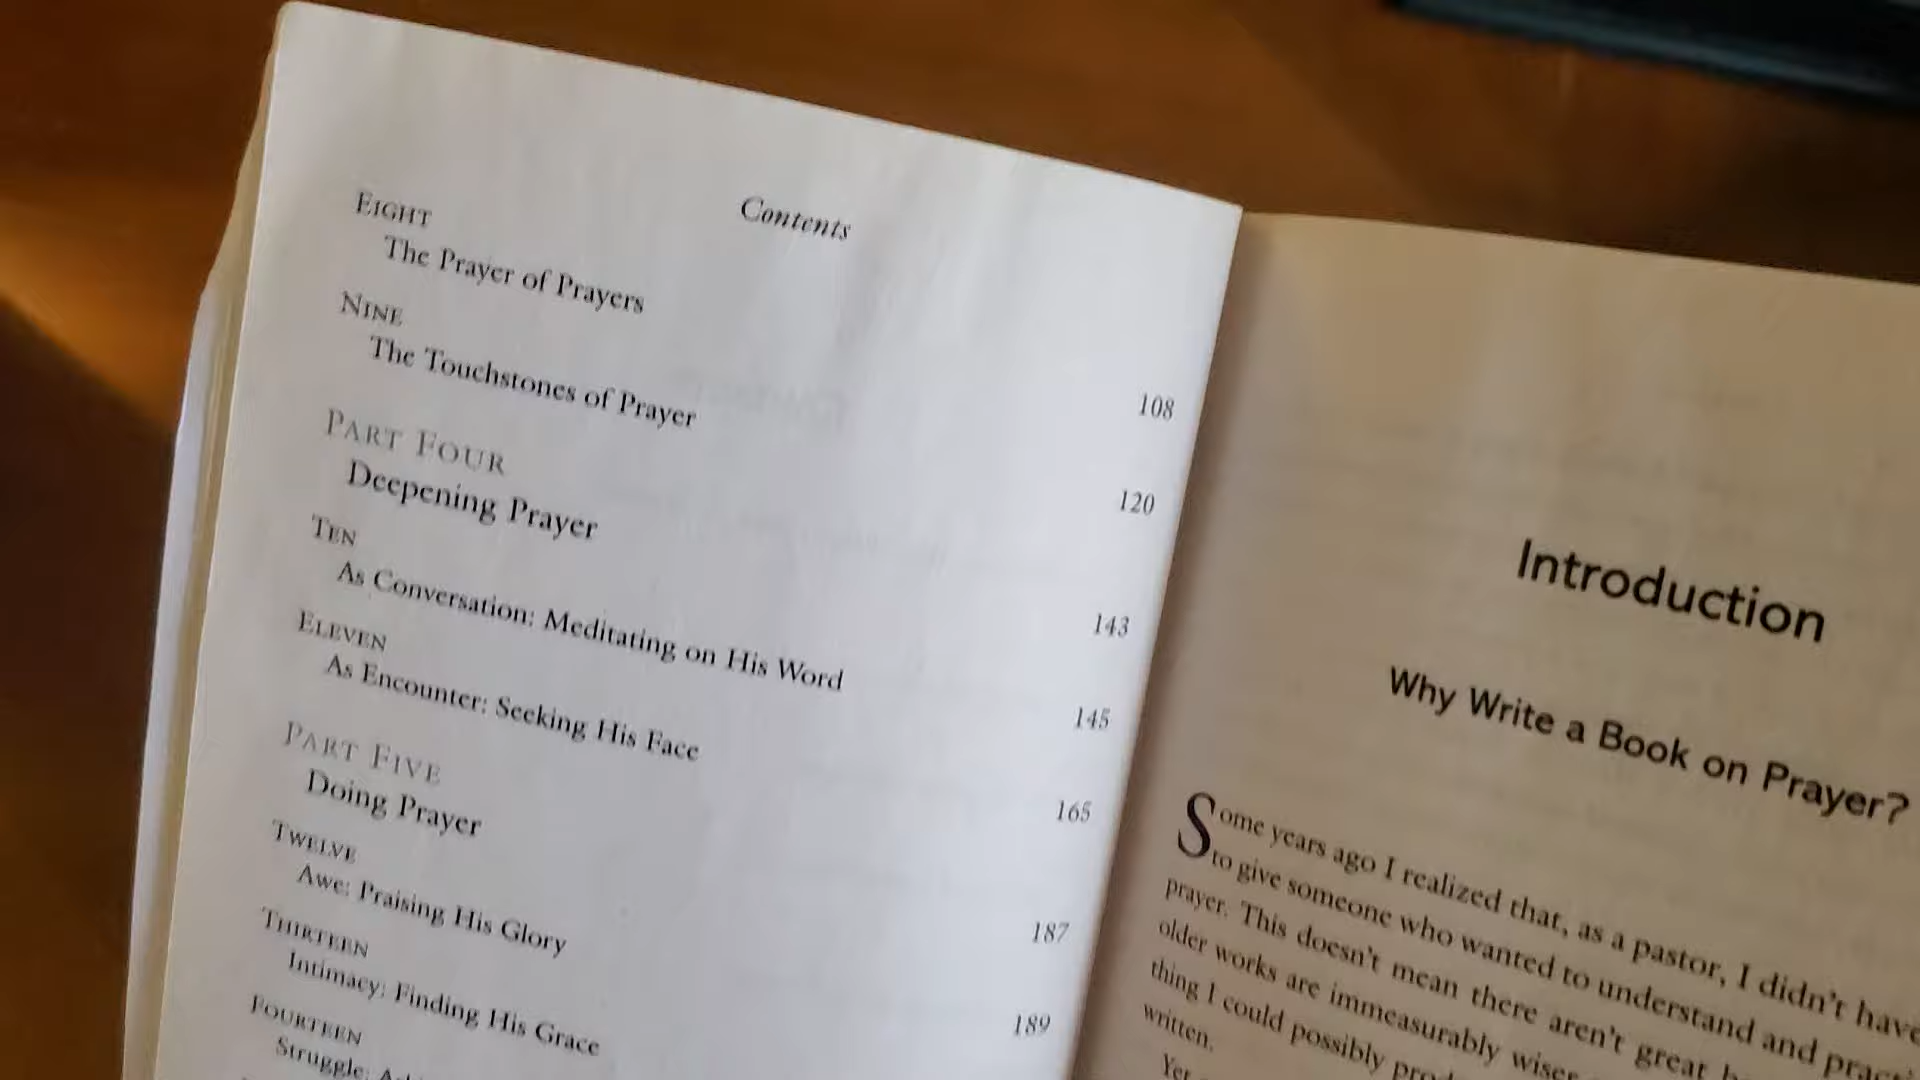 Contents
EIGHT
The Prayer of Prayers 108
NINE
The Touchstones of Prayer 120
PART FOUR
Deepening Prayer 143
TEN
As Conversation: Meditating on His Word 145
ELEVEN
As Encounter: Seeking His Face 165
PART FIVE
Doing Prayer 187
TWELVE
Awe: Praising His Glory 189
THIRTEEN
Intimacy: Finding His Grace
FOURTEEN
Struggle:
Introduction
Why Write a Book on Prayer?
Some years ago I realized that, as a pastor, I didn't have
to give someone who wanted to understand and
prayer. This doesn't mean there aren't great
older works are immeasurably wiser
thing I could possibly
written.
Yet